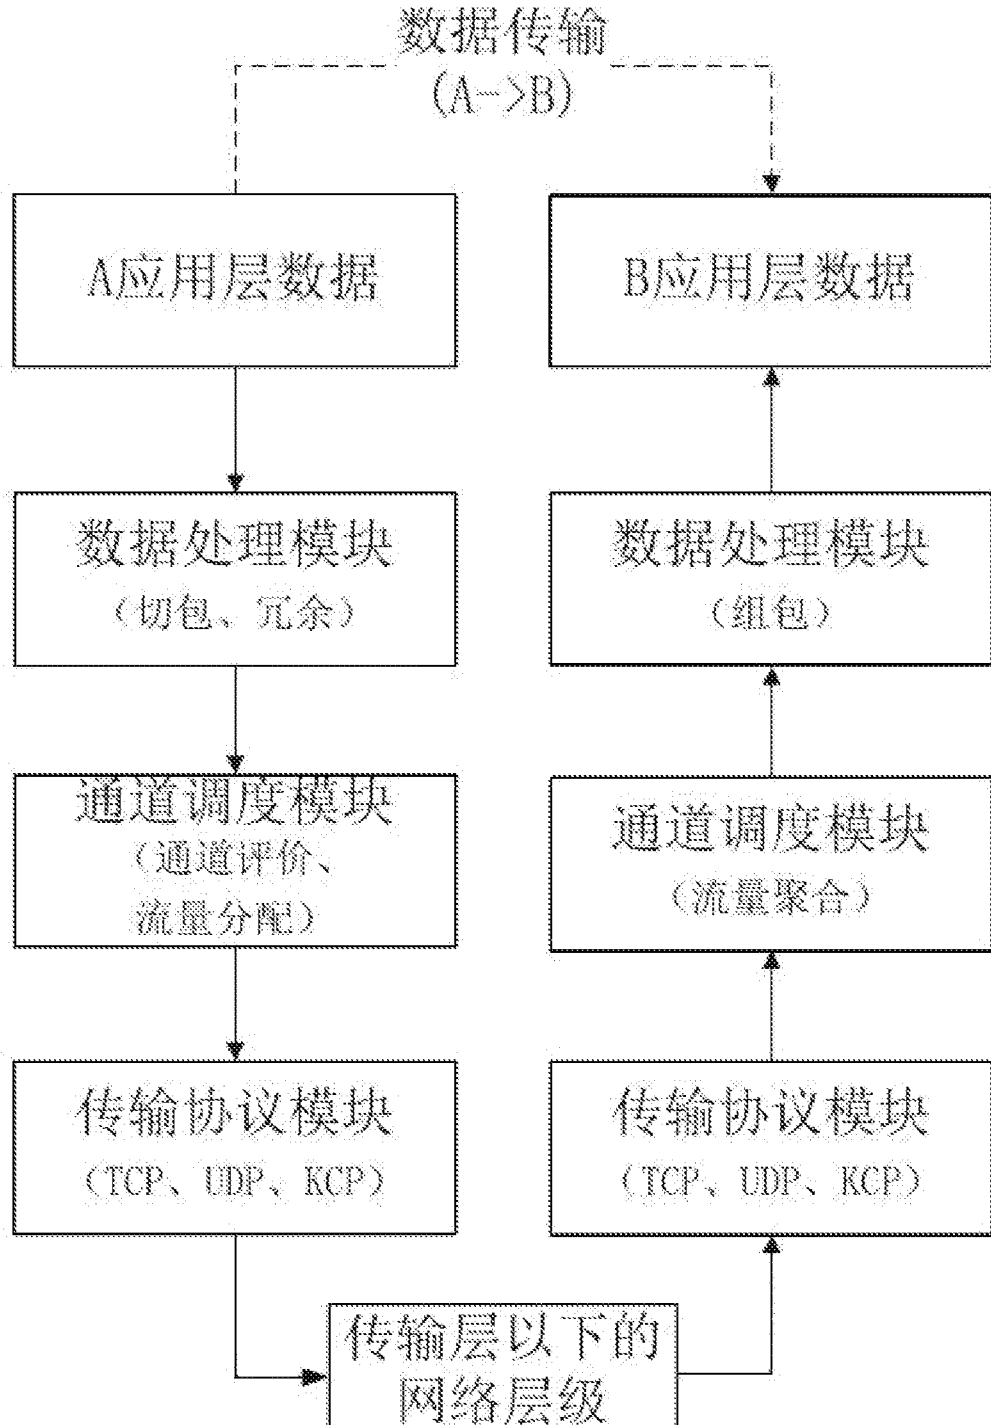 数据传输
(A->B)
A应用层数据
B应用层数据
数据处理模块
（切包、冗余）
数据处理模块
（组包）
通道调度模块
（通道评价、
流量分配）
通道调度模块
（流量聚合）
传输协议模块
（TCP、UDP、KCP）
传输协议模块
（TCP、UDP、KCP）
传输层以下的
网络层级